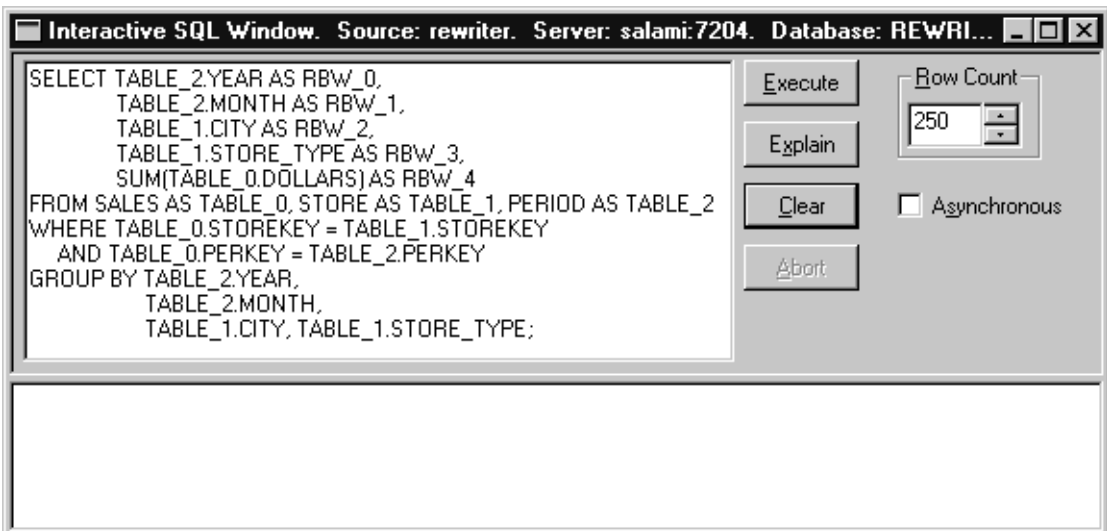 Interactive SQL Window. Source: rewriter. Server: salami:7204. Database: REWRI...
SELECT TABLE_2.YEAR AS RBW_0,
TABLE_2.MONTH AS RBW_1,
TABLE_1.CITY AS RBW_2,
TABLE_1.STORE_TYPE AS RBW_3,
SUM(TABLE_0.DOLLARS) AS RBW_4
FROM SALES AS TABLE_0, STORE AS TABLE_1, PERIOD AS TABLE_2
WHERE TABLE_0.STOREKEY = TABLE_1.STOREKEY
AND TABLE_0.PERKEY = TABLE_2.PERKEY
GROUP BY TABLE_2.YEAR,
TABLE_2.MONTH,
TABLE_1.CITY, TABLE_1.STORE_TYPE;
Execute
Explain
Clear
Abort
Row Count
250
Asynchronous